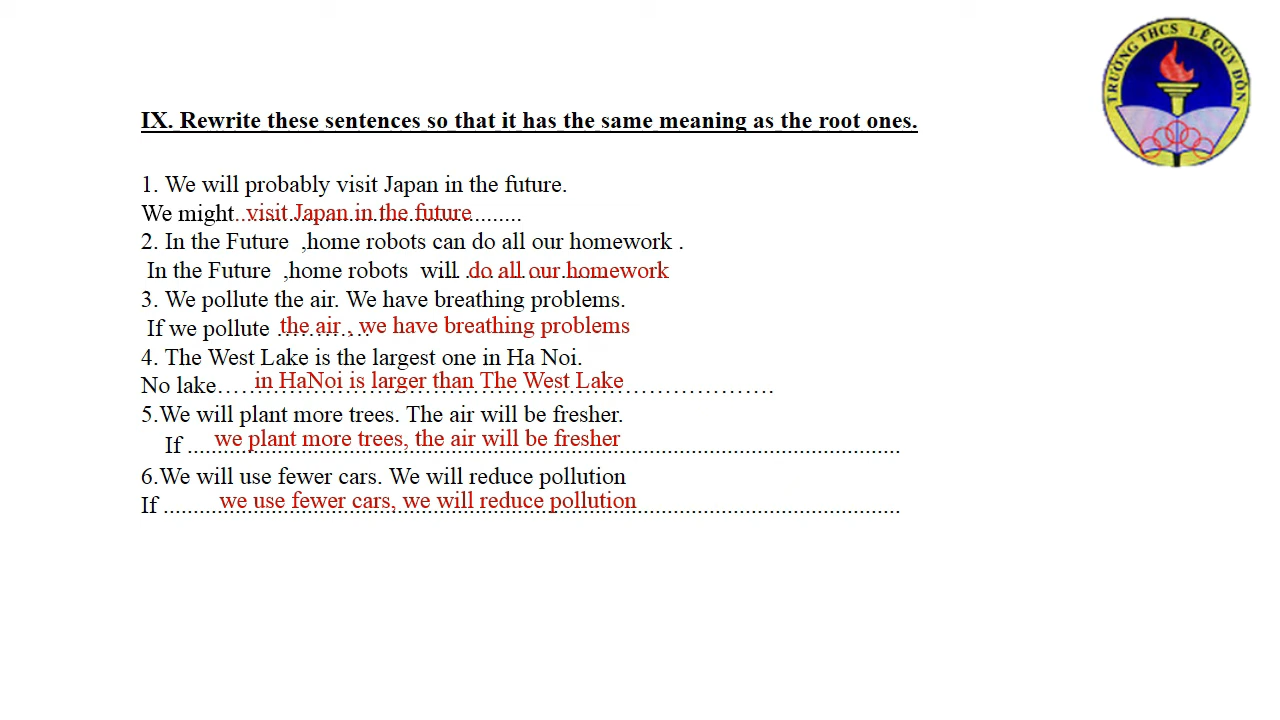 TRƯỜNG THCS LÊ QÚY ĐÔN
IX. Rewrite these sentences so that it has the same meaning as the root ones.
1. We will probably visit Japan in the future.
We might..visit Japan in the future........
2. In the Future ,home robots can do all our homework .
In the Future ,home robots will ..do all our homework
3. We pollute the air. We have breathing problems.
If we pollute the air , we have breathing problems
4. The West Lake is the largest one in Ha Noi.
No lake…..in HaNoi is larger than The West Lake………………….
5.We will plant more trees. The air will be fresher.
If ....we plant more trees, the air will be fresher...............................................
6.We will use fewer cars. We will reduce pollution
If .........we use fewer cars, we will reduce pollution............................................